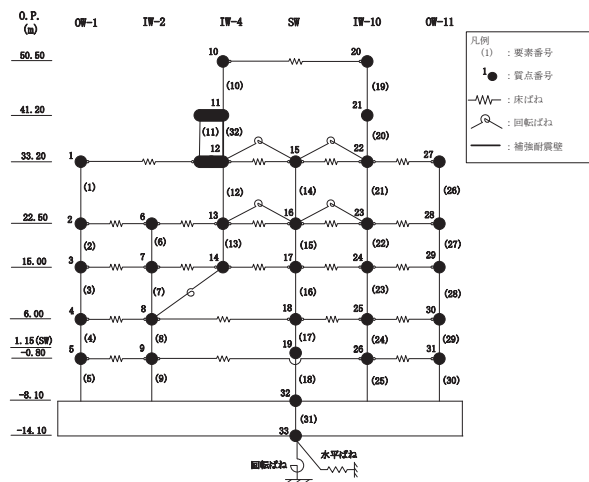 O.P.
(m)
OW-1 IW-2 IW-4 SW IW-10 OW-11
50.50 10 20
(10) (19)
41.20 11 21
(11) (32) (20)
33.20 1 12 15 22 27
(1) (12) (14) (21) (26)
22.50 2 6 13 16 23 28
(2) (6) (13) (15) (22) (27)
15.00 3 7 14 17 24 29
(3) (7) (16) (23) (28)
6.00 4 8 18 25 30
(4) (8) (17) (24) (29)
1.15(SW) 19
-0.80 5 9 26 31
(5) (9) (18) (25) (30)
-8.10 32
(31)
-14.10 33
回転ばね 水平ばね
凡例
(1) : 要素番号
1 : 質点番号
: 床ばね
: 回転ばね
: 補強耐震壁